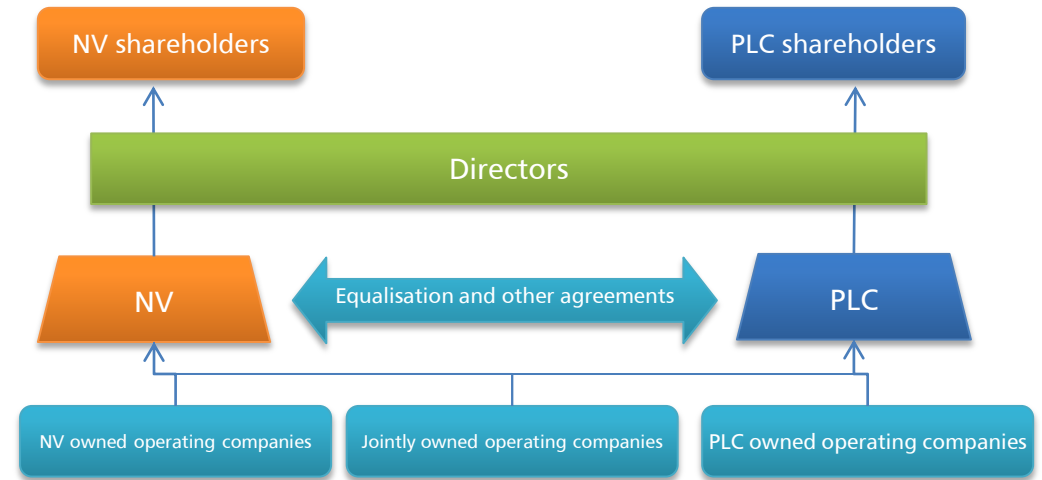 NV shareholders
PLC shareholders
Directors
NV
Equalisation and other agreements
PLC
NV owned operating companies
Jointly owned operating companies
PLC owned operating companies